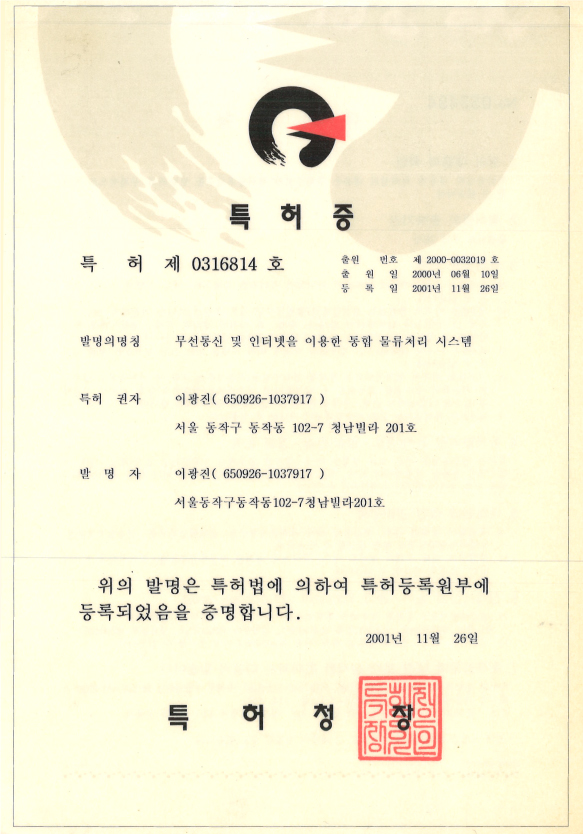 특허증
특 허 제 0316814 호
출원 번호 제 2000-0032019 호
출 원 일 2000년 06월 10일
등 록 일 2001년 11월 26일
발명의명칭 무선통신 및 인터넷을 이용한 통합 물류처리 시스템
특허 권자 이광진( 650926-1037917 )
서울 동작구 동작동 102-7 청남빌라 201호
발 명 자 이광진( 650926-1037917 )
서울동작구동작동102-7청남빌라201호
위의 발명은 특허법에 의하여 특허등록원부에
등록되었음을 증명합니다.
2001년 11월 26일
특 허 청 장